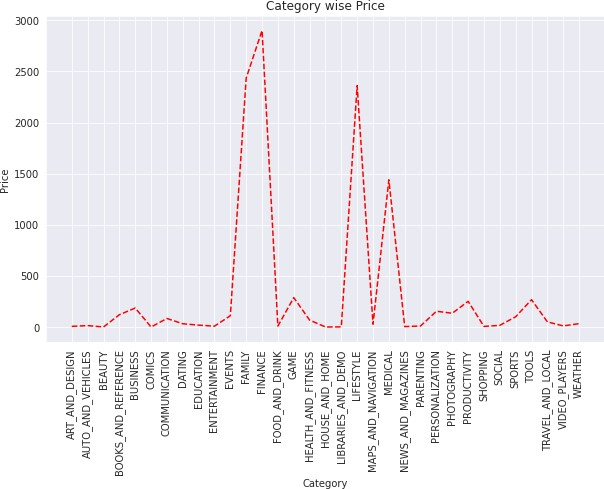 Category wise Price
3000
2500
2000
1500
1000
500
0
Price
ART_AND_DESIGN
AUTO_AND_VEHICLES
BEAUTY
BOOKS_AND_REFERENCE
BUSINESS
COMICS
COMMUNICATION
DATING
EDUCATION
ENTERTAINMENT
EVENTS
FAMILY
FINANCE
FOOD_AND_DRINK
GAME
HEALTH_AND_FITNESS
HOUSE_AND_HOME
LIBRARIES_AND_DEMO
LIFESTYLE
MAPS_AND_NAVIGATION
MEDICAL
NEWS_AND_MAGAZINES
PARENTING
PERSONALIZATION
PHOTOGRAPHY
PRODUCTIVITY
SHOPPING
SOCIAL
SPORTS
TOOLS
TRAVEL_AND_LOCAL
VIDEO_PLAYERS
WEATHER
Category